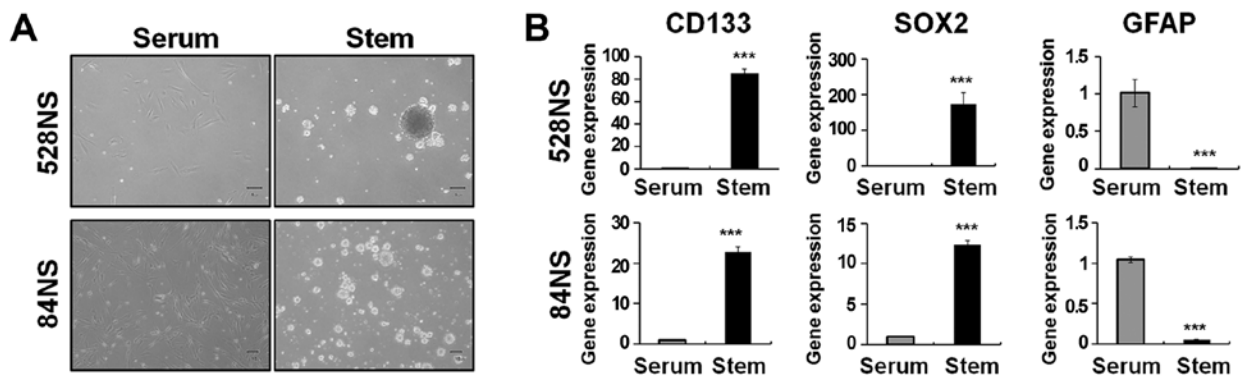 A
Serum Stem
528NS
84NS
B
CD133 SOX2 GFAP
528NS
Gene expression
100
80
60
40
20
0
***
Serum Stem
Gene expression
300
200
100
0
***
Serum Stem
Gene expression
1.5
1
0.5
0
***
Serum Stem
84NS
Gene expression
30
20
10
0
***
Serum Stem
Gene expression
15
10
5
0
***
Serum Stem
Gene expression
1.5
1
0.5
0
***
Serum Stem